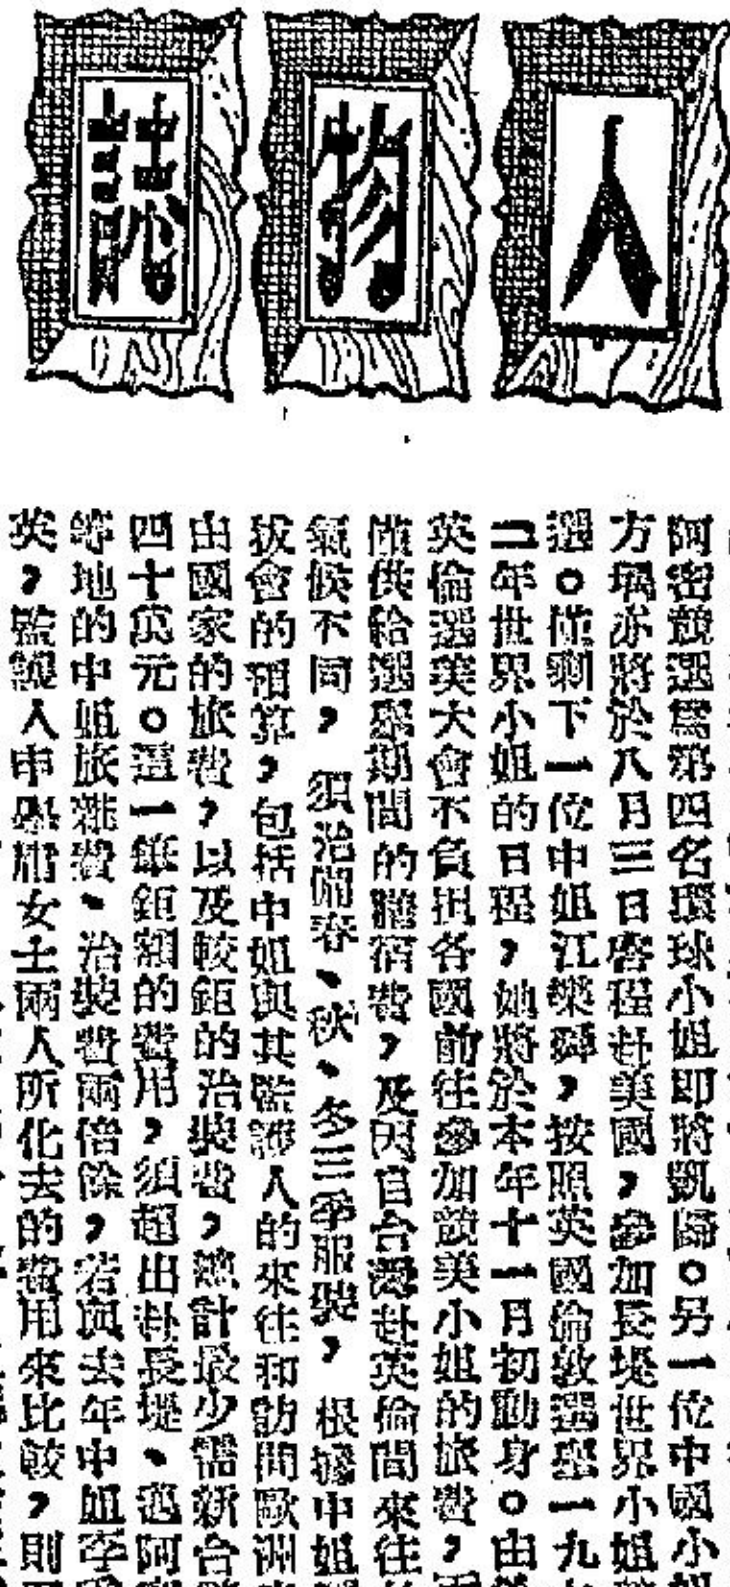 人物誌
阿密競選為第四名環球小姐即將凱歸。另一位中國小
方瑀亦將於八月三日啓程赴美國，參加長堤世界小姐
選。僅剩下一位中姐江樂舜，按照英國倫敦選舉一九
二年世界小姐的日程，她將於本年十一月初動身。由
英倫選美大會不負担各國前往參加競美小姐的旅費，
僅供給選舉期間的膳宿費，及因自台灣赴英倫間來往
氣候不同，須治備春、秋、冬三季服裝，根據中姐
拔會的預算，包括中姐與其監護人的來往和訪問歐洲
由國家的旅費，以及較鉅的治裝費，總計最少需新台
四十萬元。這一筆鉅額的費用，須超出赴長堤、邁阿
等地的中姐旅雜費、治裝費兩倍餘，若與去年中姐李
英，監護人申學庸女士兩人所化去的費用來比較，則